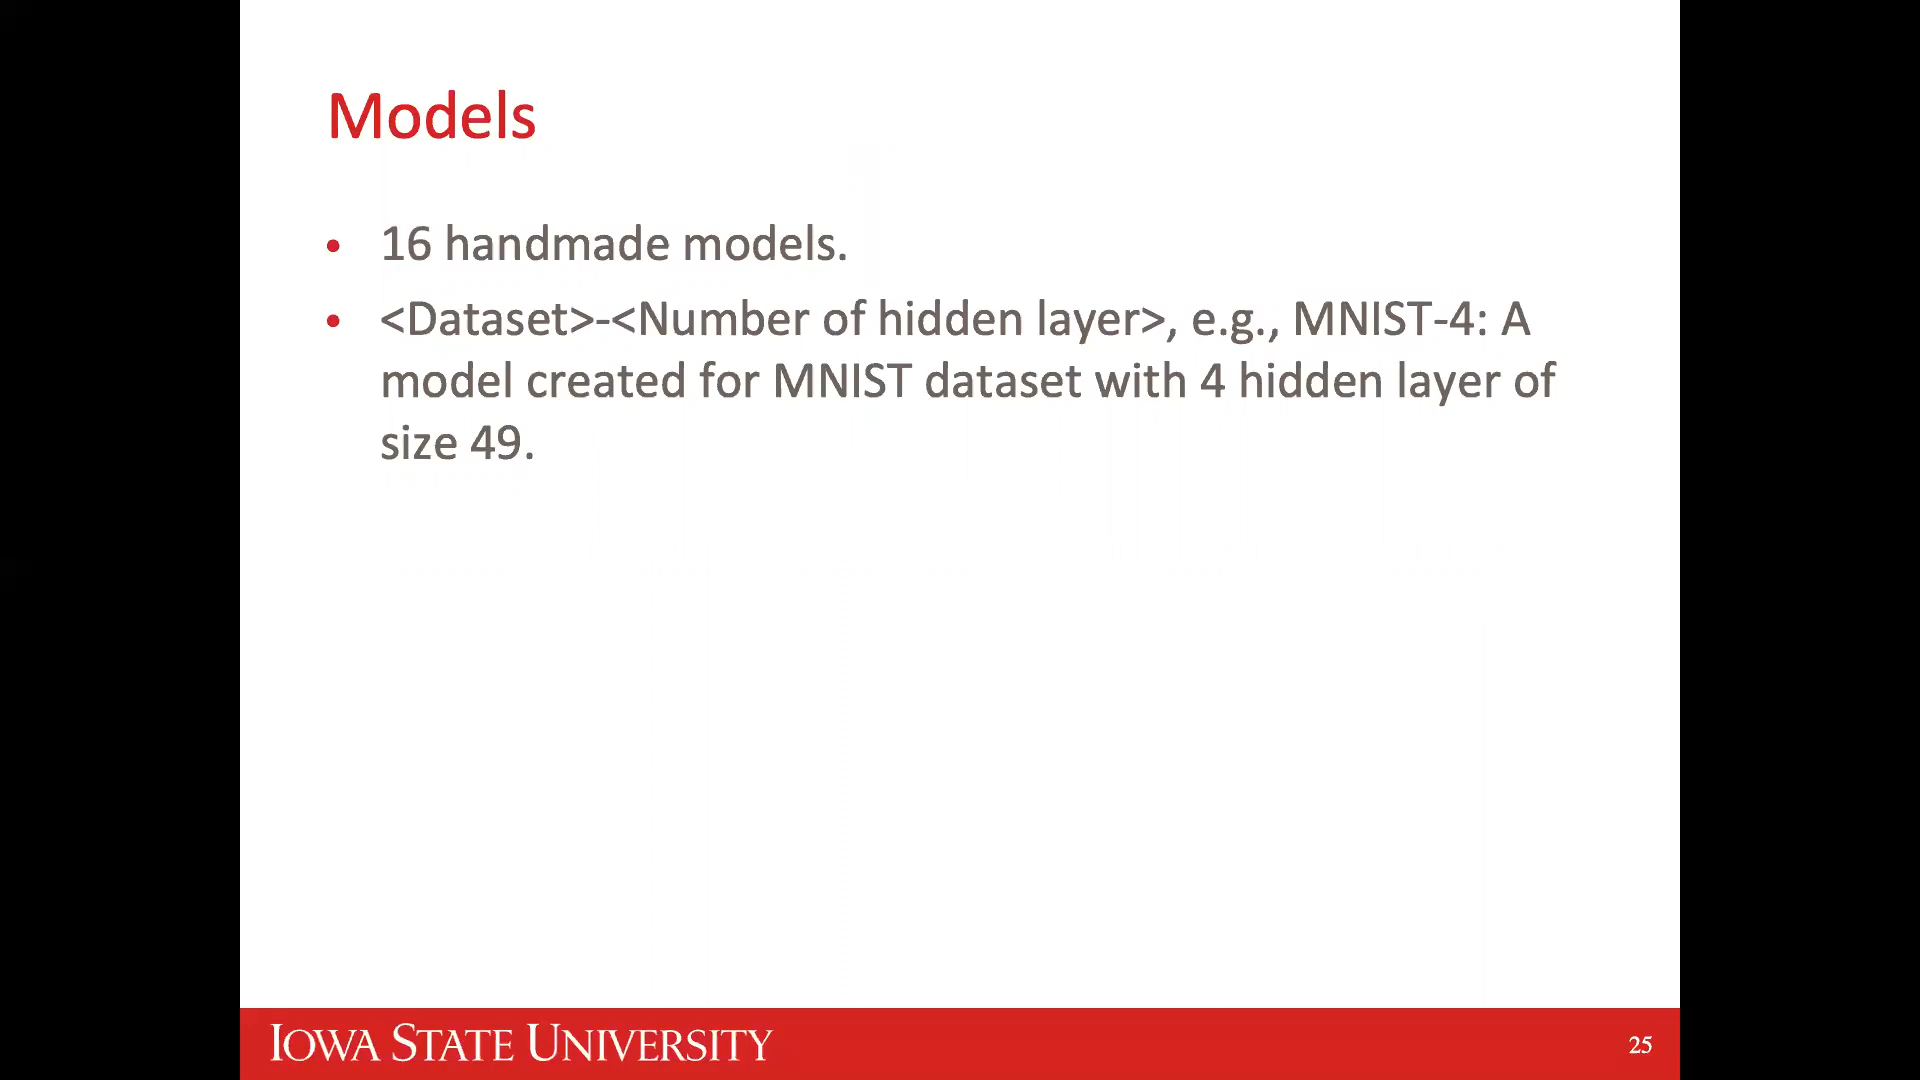 Models
• 16 handmade models.
• <Dataset>-<Number of hidden layer>, e.g., MNIST-4: A
model created for MNIST dataset with 4 hidden layer of
size 49.
IOWA STATE UNIVERSITY
25